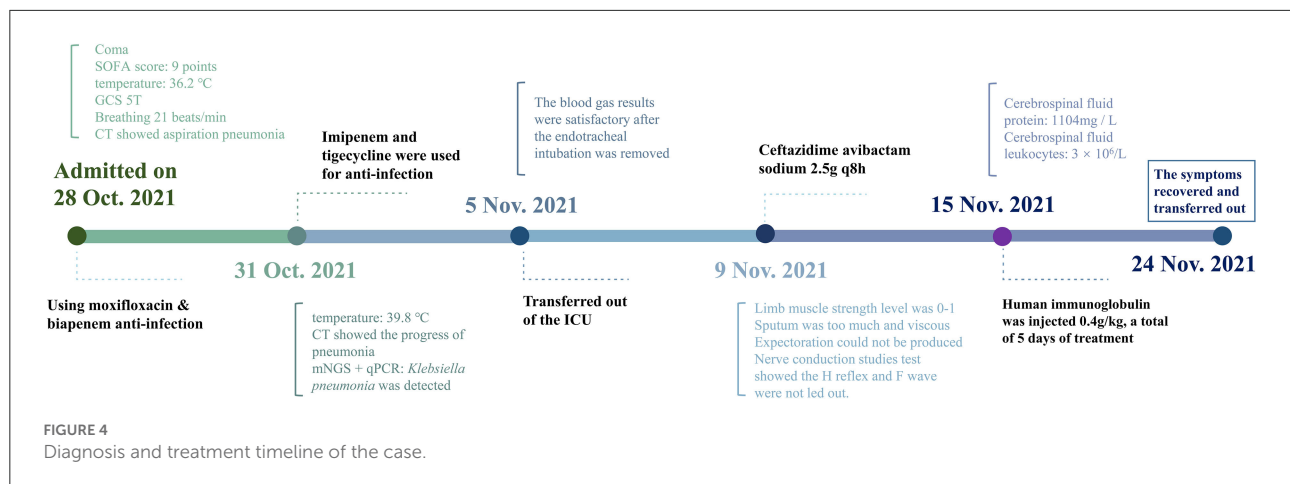 Coma
SOFA score: 9 points
temperature: 36.2 ℃
GCS 5T
Breathing 21 beats/min
CT showed aspiration pneumonia
Admitted on
28 Oct. 2021
Using moxifloxacin &
biapenem anti-infection
Imipenem and
tigecycline were used
for anti-infection
31 Oct. 2021
temperature: 39.8 ℃
CT showed the progress of
pneumonia
mNGS + qPCR: Klebsiella
pneumonia was detected
The blood gas results
were satisfactory after
the endotracheal
intubation was removed
5 Nov. 2021
Transferred out
of the ICU
Ceftazidime avibactam
sodium 2.5g q8h
9 Nov. 2021
Limb muscle strength level was 0-1
Sputum was too much and viscous
Expectoration could not be produced
Nerve conduction studies test
showed the H reflex and F wave
were not led out.
Cerebrospinal fluid
protein: 1104mg / L
Cerebrospinal fluid
leukocytes: 3 × 10⁶/L
15 Nov. 2021
Human immunoglobulin
was injected 0.4g/kg, a total
of 5 days of treatment
The symptoms
recovered and
transferred out
24 Nov. 2021
FIGURE 4
Diagnosis and treatment timeline of the case.